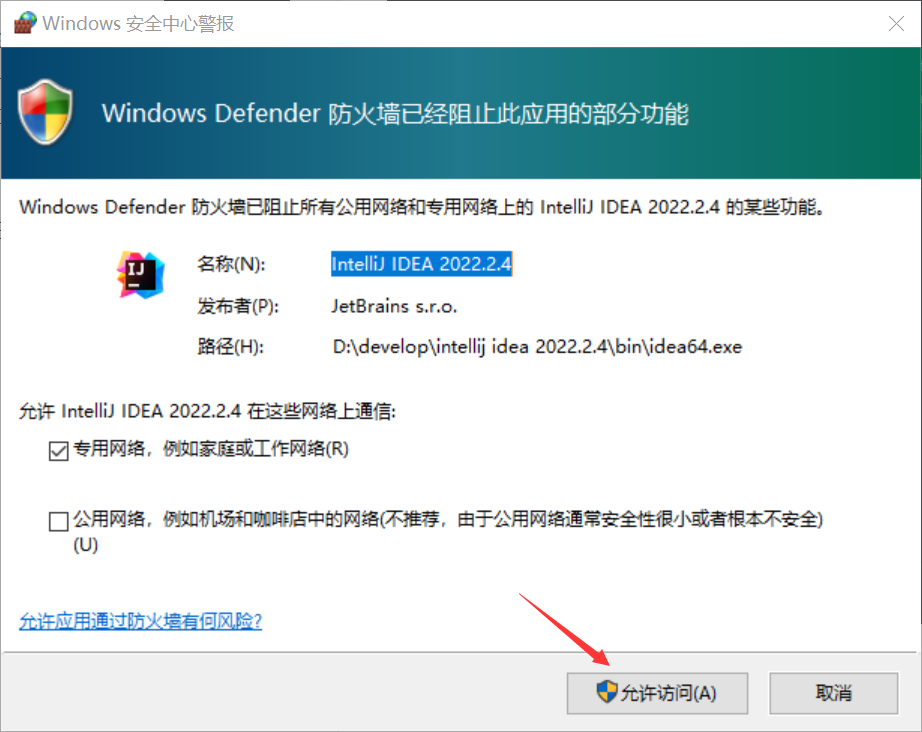 Windows 安全中心警报
Windows Defender 防火墙已经阻止此应用的部分功能
Windows Defender 防火墙已阻止所有公用网络和专用网络上的 IntelliJ IDEA 2022.2.4 的某些功能。
IJ
名称(N): IntelliJ IDEA 2022.2.4
发布者(P): JetBrains s.r.o.
路径(H): D:\develop\intellij idea 2022.2.4\bin\idea64.exe
允许 IntelliJ IDEA 2022.2.4 在这些网络上通信:
专用网络，例如家庭或工作网络(R)
公用网络，例如机场和咖啡店中的网络(不推荐，由于公用网络通常安全性很小或者根本不安全)
(U)
允许应用通过防火墙有何风险?
允许访问(A) 取消